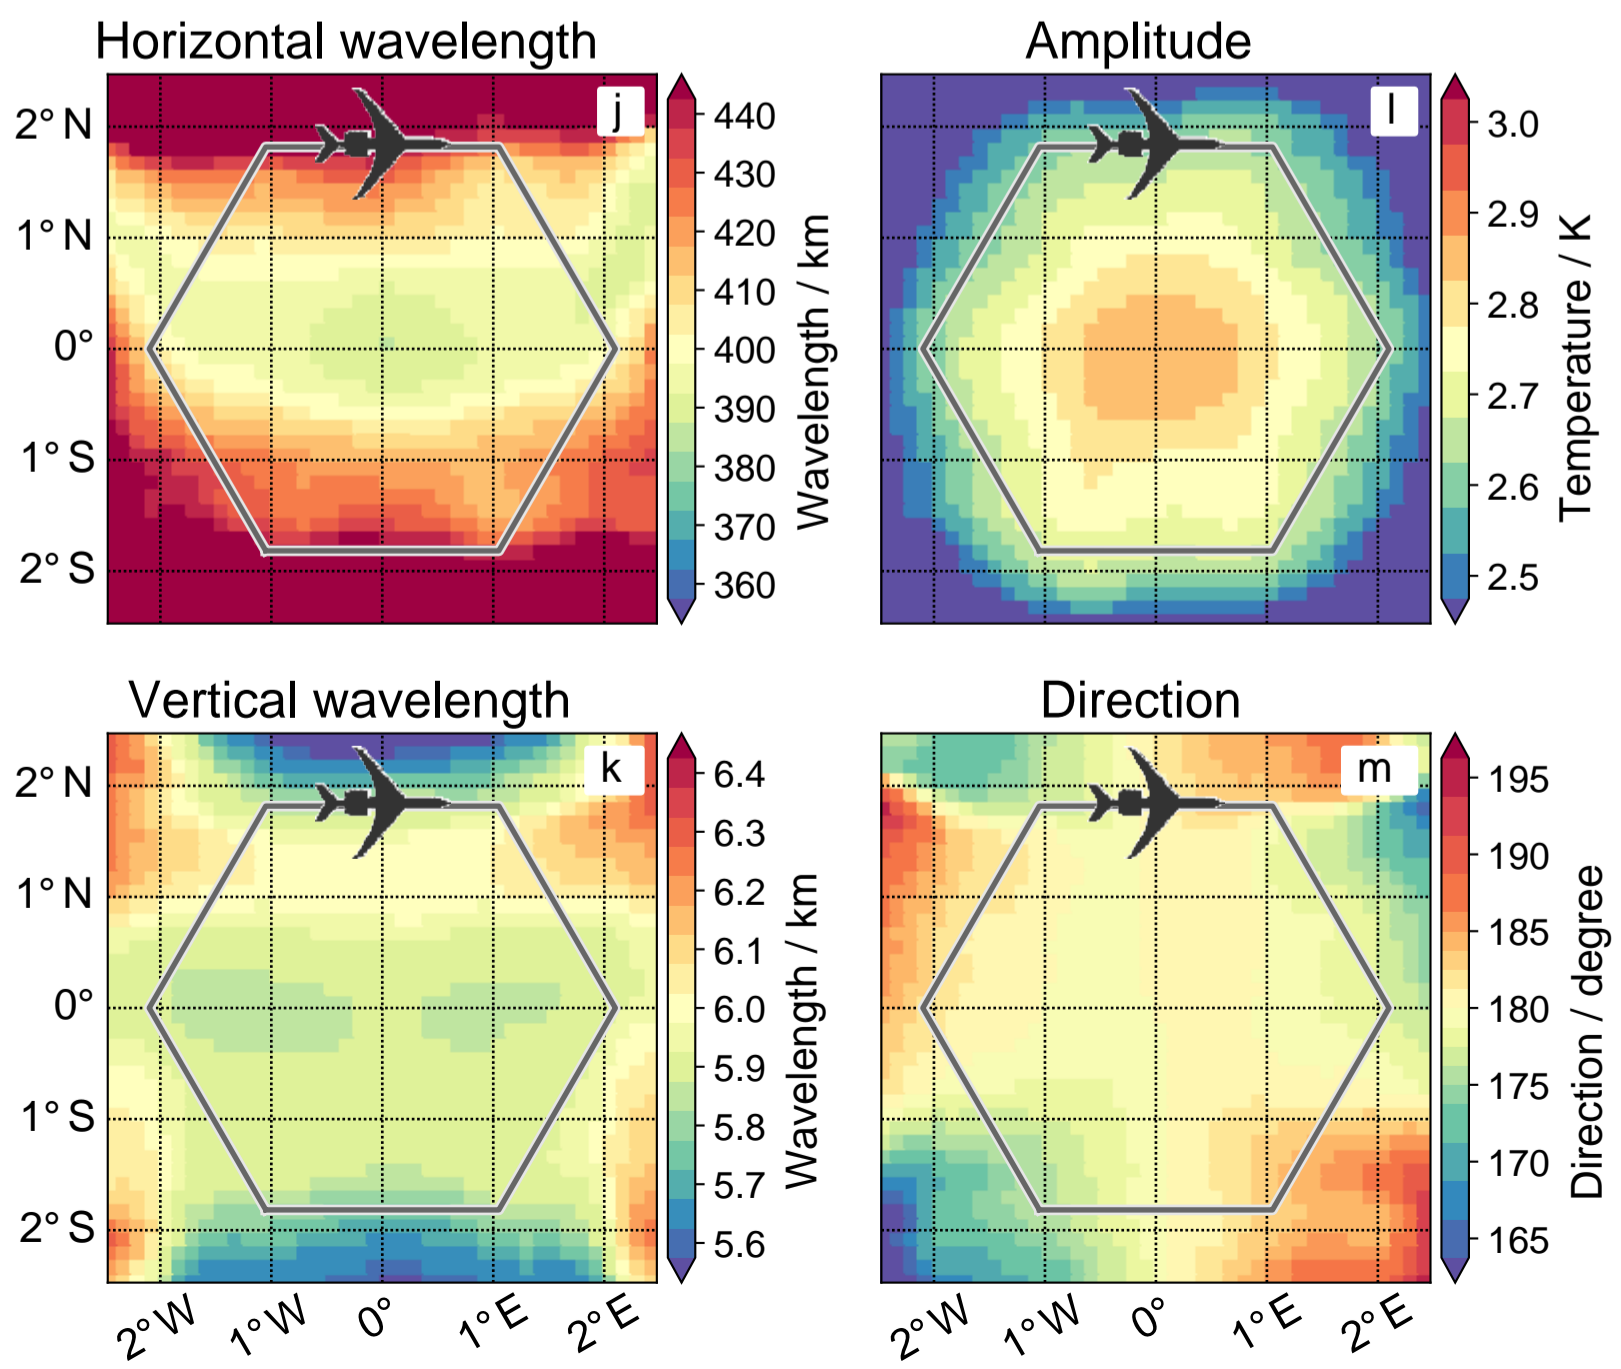 Horizontal wavelength
j
2° N
1° N
0°
1° S
2° S
440
430
420
410
400
390
380
370
360
Wavelength / km
Amplitude
l
3.0
2.9
2.8
2.7
2.6
2.5
Temperature / K
Vertical wavelength
k
2° N
1° N
0°
1° S
2° S
2° W
1° W
0°
1° E
2° E
6.4
6.3
6.2
6.1
6.0
5.9
5.8
5.7
5.6
Wavelength / km
Direction
m
2° W
1° W
0°
1° E
2° E
195
190
185
180
175
170
165
Direction / degree